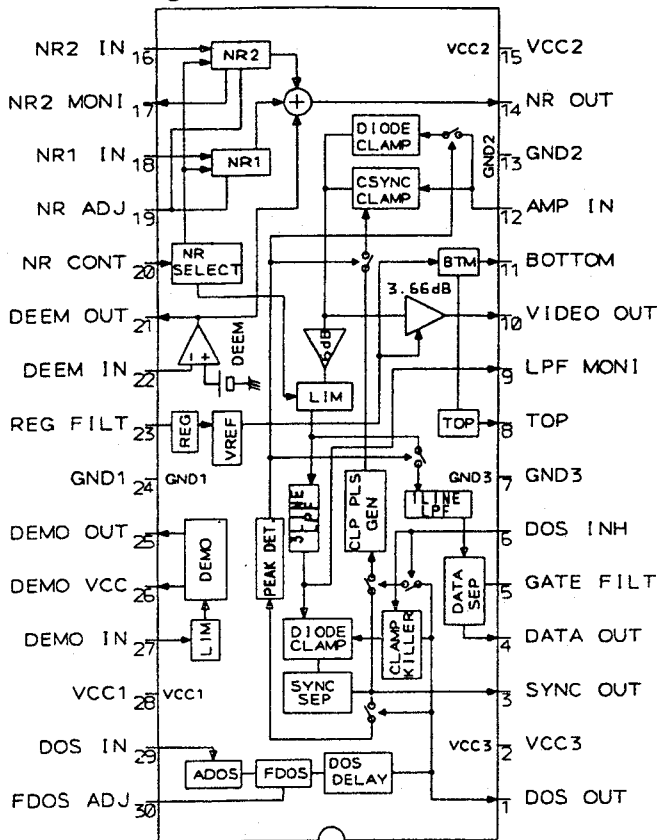 NR2 IN
16
NR2
VCC2
15
VCC2
NR2 MONI
17
14
NR OUT
DIODE
CLAMP
NR1 IN
18
NR1
GND2
13
GND2
CSYNC
CLAMP
NR ADJ
19
12
AMP IN
NR CONT
20
NR
SELECT
BTM
11
BOTTOM
3.66dB
DEEM OUT
21
10
VIDEO OUT
DEEM
5dB
DEEM IN
22
LIM
9
LPF MONI
REG FILT
23
REG
VREF
TOP
8
TOP
GND1
24
GND1
GND3
7
GND3
3LINE
LPF
CLP PLS
GEN
1LINE
LPF
DEMO OUT
25
DEMO
PEAK DET.
6
DOS INH
DEMO VCC
26
DATA
SEP
5
GATE FILT
DEMO IN
27
LIM
DIODE
CLAMP
CLAMP
KILLER
4
DATA OUT
VCC1
28
VCC1
SYNC
SEP
3
SYNC OUT
DOS IN
29
VCC3
2
VCC3
ADOS
FDOS
DOS
DELAY
FDOS ADJ
30
1
DOS OUT